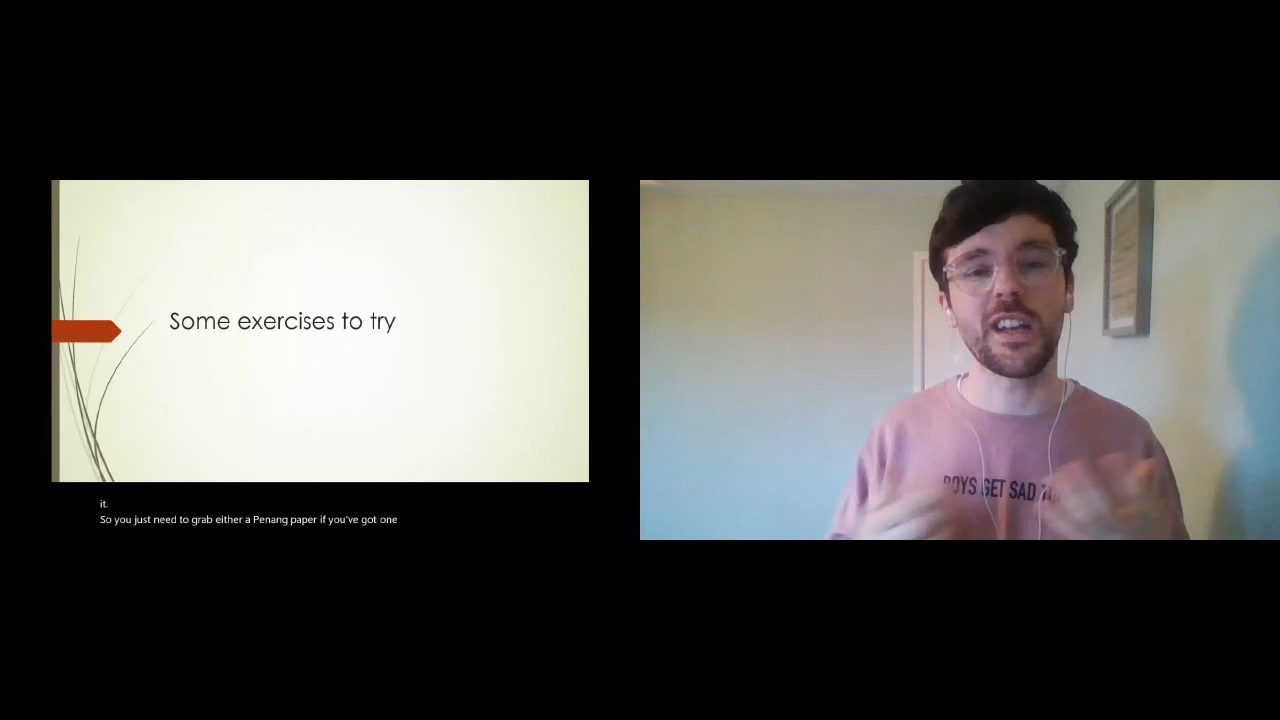 Some exercises to try
it.
So you just need to grab either a Penang paper if you've got one
BOYS GET SAD